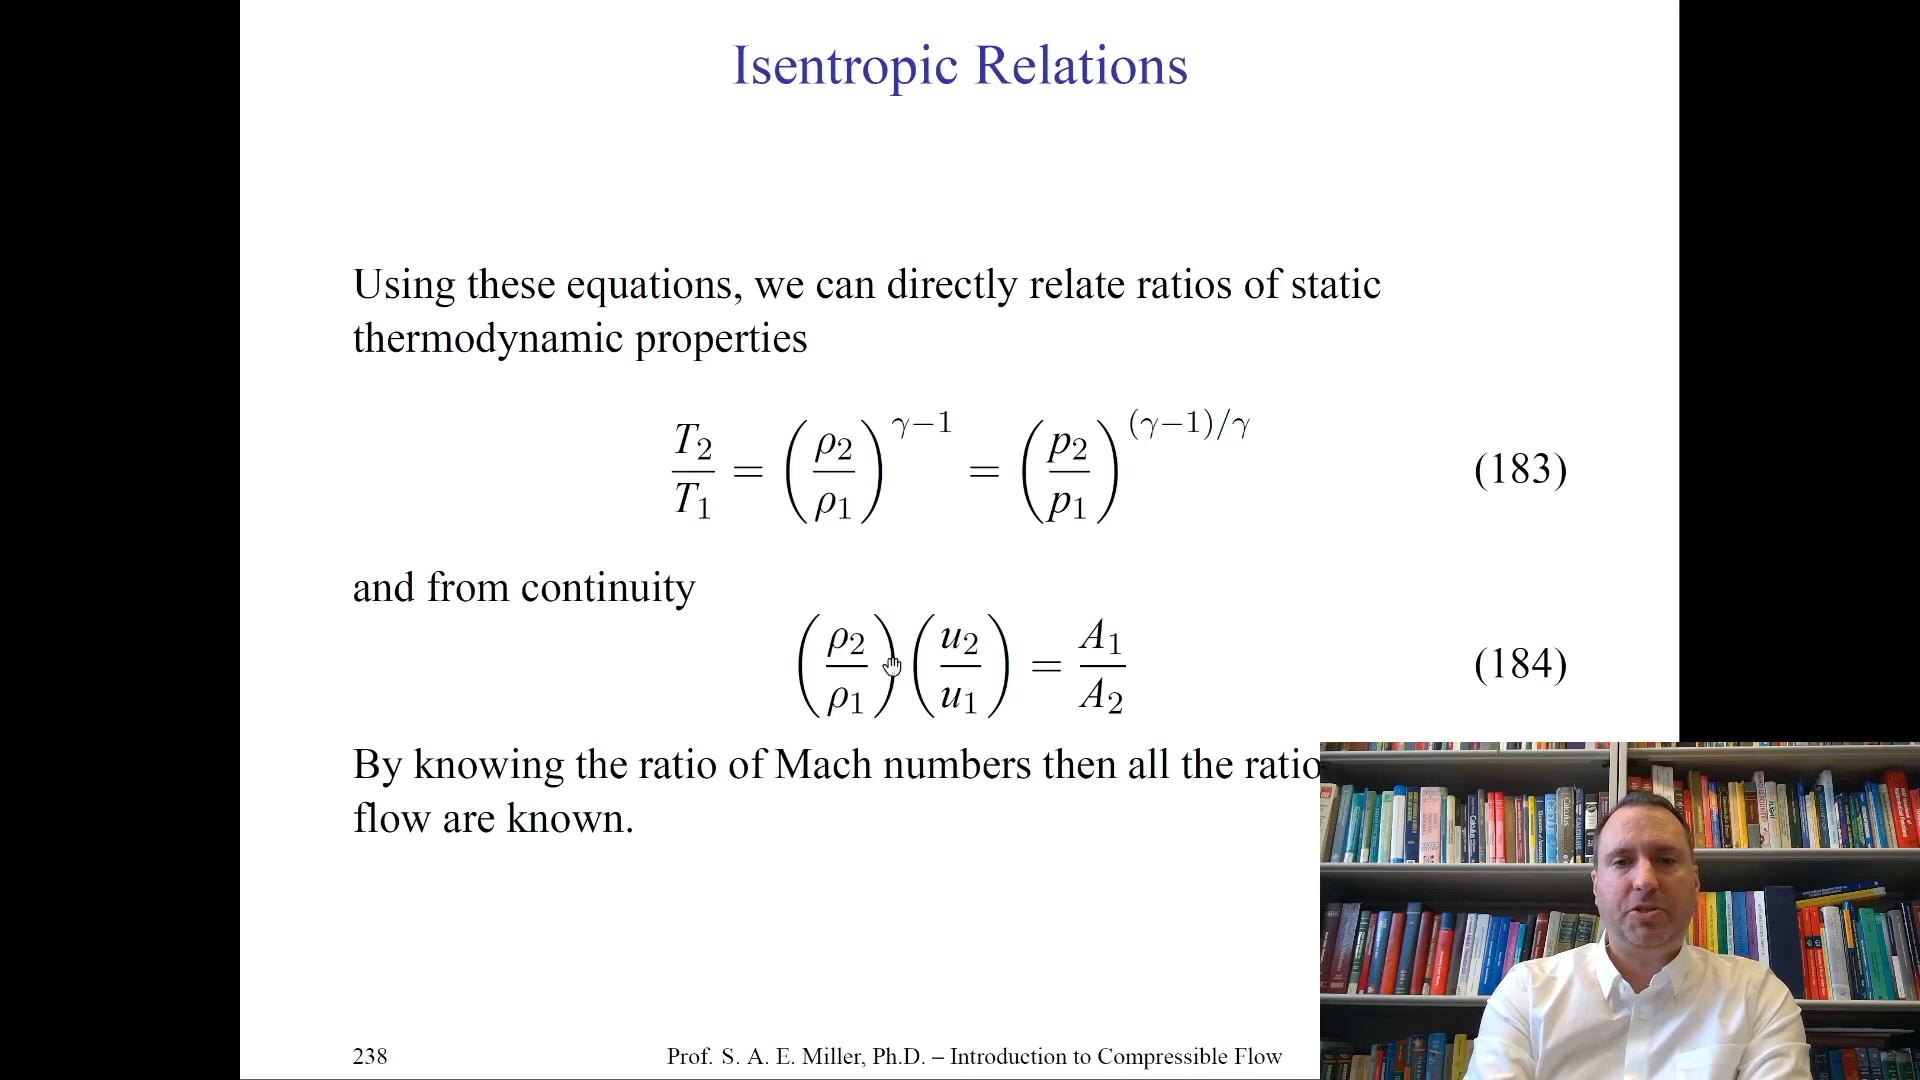 Isentropic Relations
Using these equations, we can directly relate ratios of static
thermodynamic properties
T₂/T₁ = (ρ₂/ρ₁)^(γ−1) = (p₂/p₁)^((γ−1)/γ) (183)
and from continuity
(ρ₂/ρ₁)(u₂/u₁) = A₁/A₂ (184)
By knowing the ratio of Mach numbers then all the ratio
flow are known.
238 Prof. S. A. E. Miller, Ph.D. – Introduction to Compressible Flow